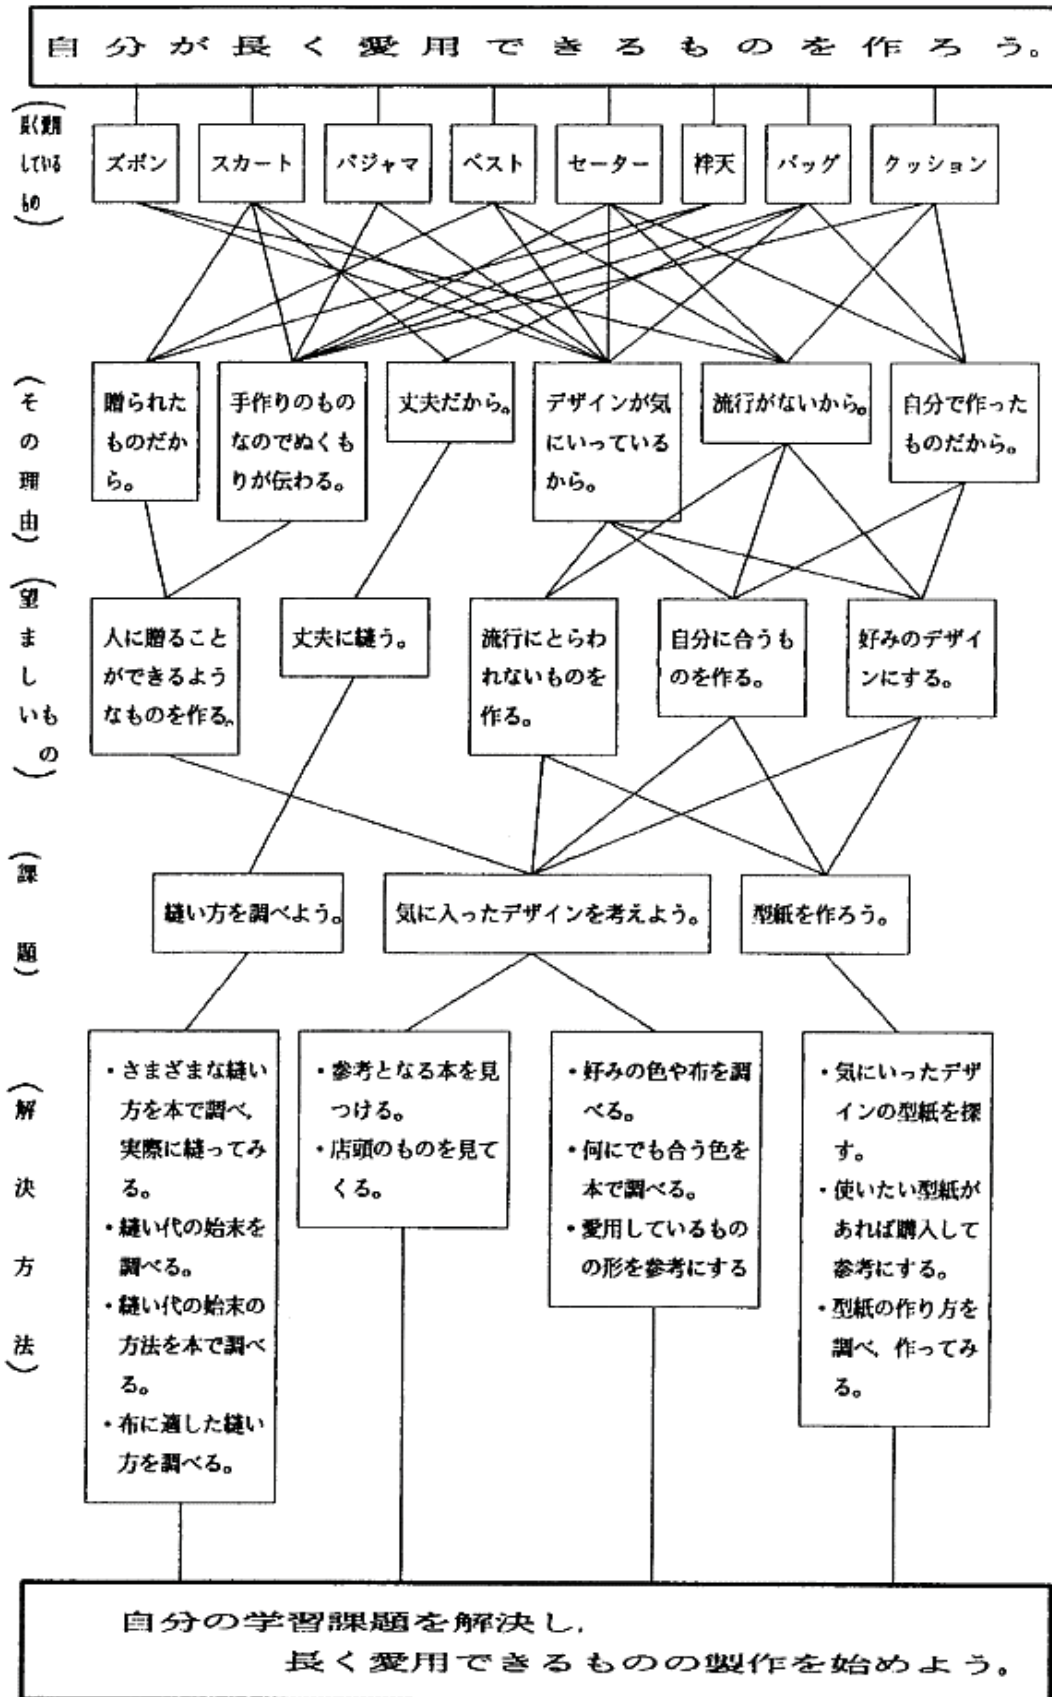 自分が長く愛用できるものを作ろう。
(長く愛用
している
もの)
ズボン
スカート
パジャマ
ベスト
セーター
袢天
バッグ
クッション
(その理由)
贈られた
ものだか
ら。
手作りのもの
なのでぬくも
りが伝わる。
丈夫だから。
デザインが気
にいっている
から。
流行がないから。
自分で作った
ものだから。
(望ましいもの)
人に贈ること
ができるよう
なものを作る。
丈夫に縫う。
流行にとらわ
れないものを
作る。
自分に合うも
のを作る。
好みのデザイ
ンにする。
(課題)
縫い方を調べよう。
気に入ったデザインを考えよう。
型紙を作ろう。
(解決方法)
・さまざまな縫い
方を本で調べ、
実際に縫ってみ
る。
・縫い代の始末を
調べる。
・縫い代の始末の
方法を本で調べ
る。
・布に適した縫い
方を調べる。
・参考となる本を見
つける。
・店頭のものを見て
くる。
・好みの色や布を調
べる。
・何にでも合う色を
本で調べる。
・愛用しているもの
の形を参考にする
・気にいったデザ
インの型紙を探
す。
・使いたい型紙が
あれば購入して
参考にする。
・型紙の作り方を
調べ、作ってみ
る。
自分の学習課題を解決し、
長く愛用できるものの製作を始めよう。